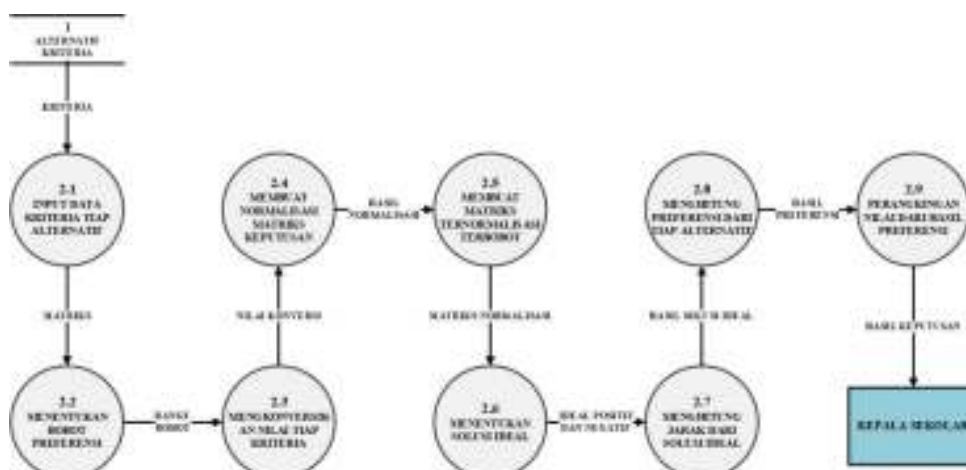 1
ALTERNATIF
KRITERIA
KRITERIA
2.1
INPUT DATA
KRITERIA TIAP
ALTERNATIF
MATRIKS
2.2
MENENTUKAN
BOBOT
PREFERENSI
RANGE
BOBOT
2.3
MENGKONVERSIK
AN NILAI TIAP
KRITERIA
NILAI KONVERSI
2.4
MEMBUAT
NORMALISASI
MATRIKS
KEPUTUSAN
HASIL
NORMALISASI
2.5
MEMBUAT
MATRIKS
TERNORMALISASI
TERBOBOT
MATRIKS NORMALISASI
2.6
MENENTUKAN
SOLUSI IDEAL
IDEAL POSITIF
DAN NEGATIF
2.7
MENGHITUNG
JARAK DARI
SOLUSI IDEAL
HASIL SOLUSI IDEAL
2.8
MENGHITUNG
PREFERENSI DARI
TIAP ALTERNATIF
HASIL
PREFERENSI
2.9
PERANGKINGAN
NILAI DARI HASIL
PREFERENSI
HASIL KEPUTUSAN
KEPALA SEKOLAH